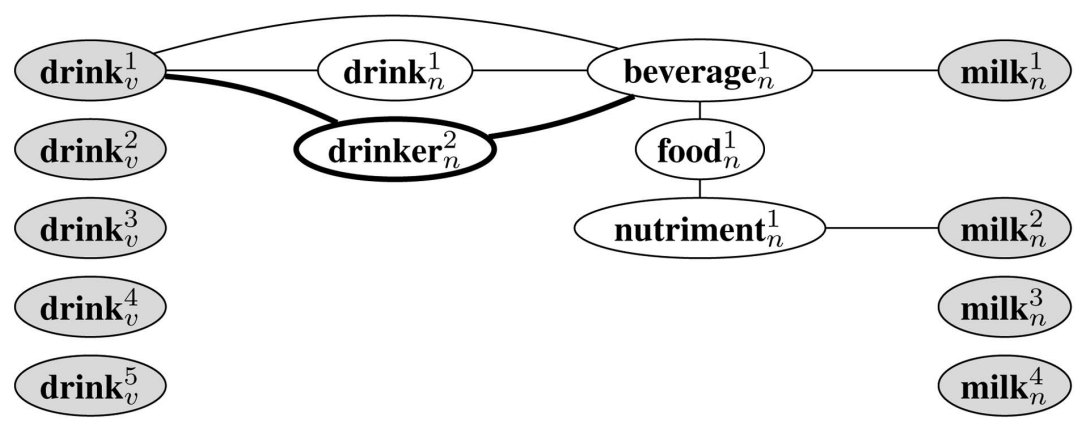 drink¹ᵥ drink¹ₙ beverage¹ₙ milk¹ₙ
drink²ᵥ drinker²ₙ food¹ₙ
drink³ᵥ nutriment¹ₙ milk²ₙ
drink⁴ᵥ milk³ₙ
drink⁵ᵥ milk⁴ₙ